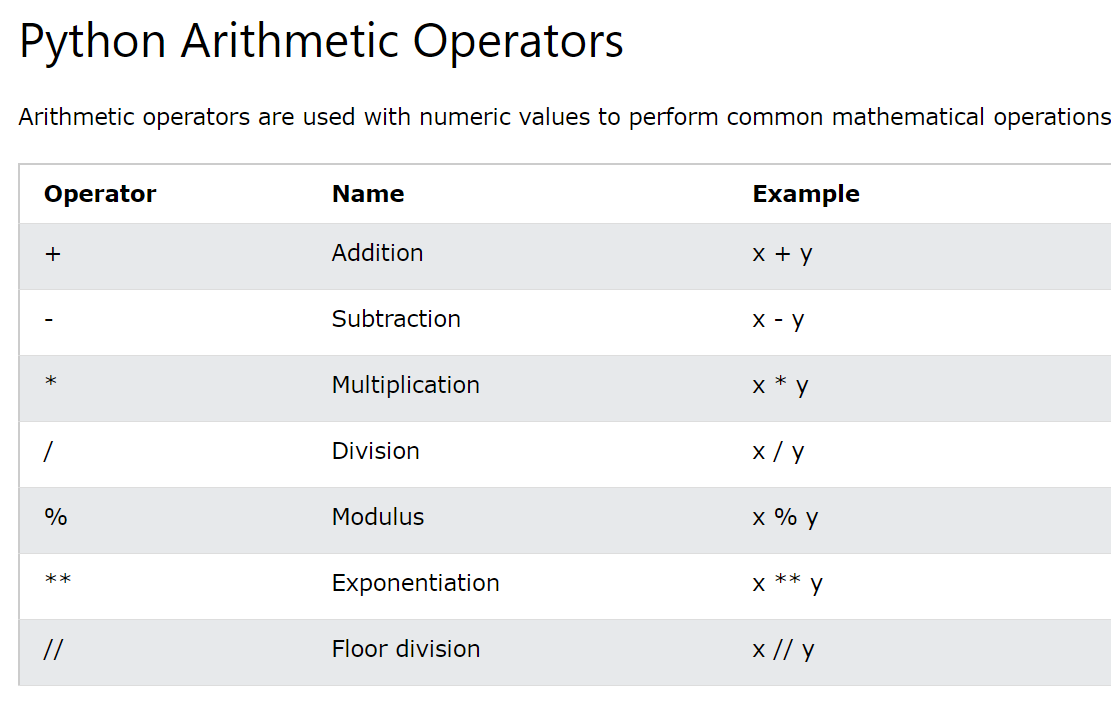 Python Arithmetic Operators
Arithmetic operators are used with numeric values to perform common mathematical operations
Operator Name Example
+ Addition x + y
- Subtraction x - y
* Multiplication x * y
/ Division x / y
% Modulus x % y
** Exponentiation x ** y
// Floor division x // y